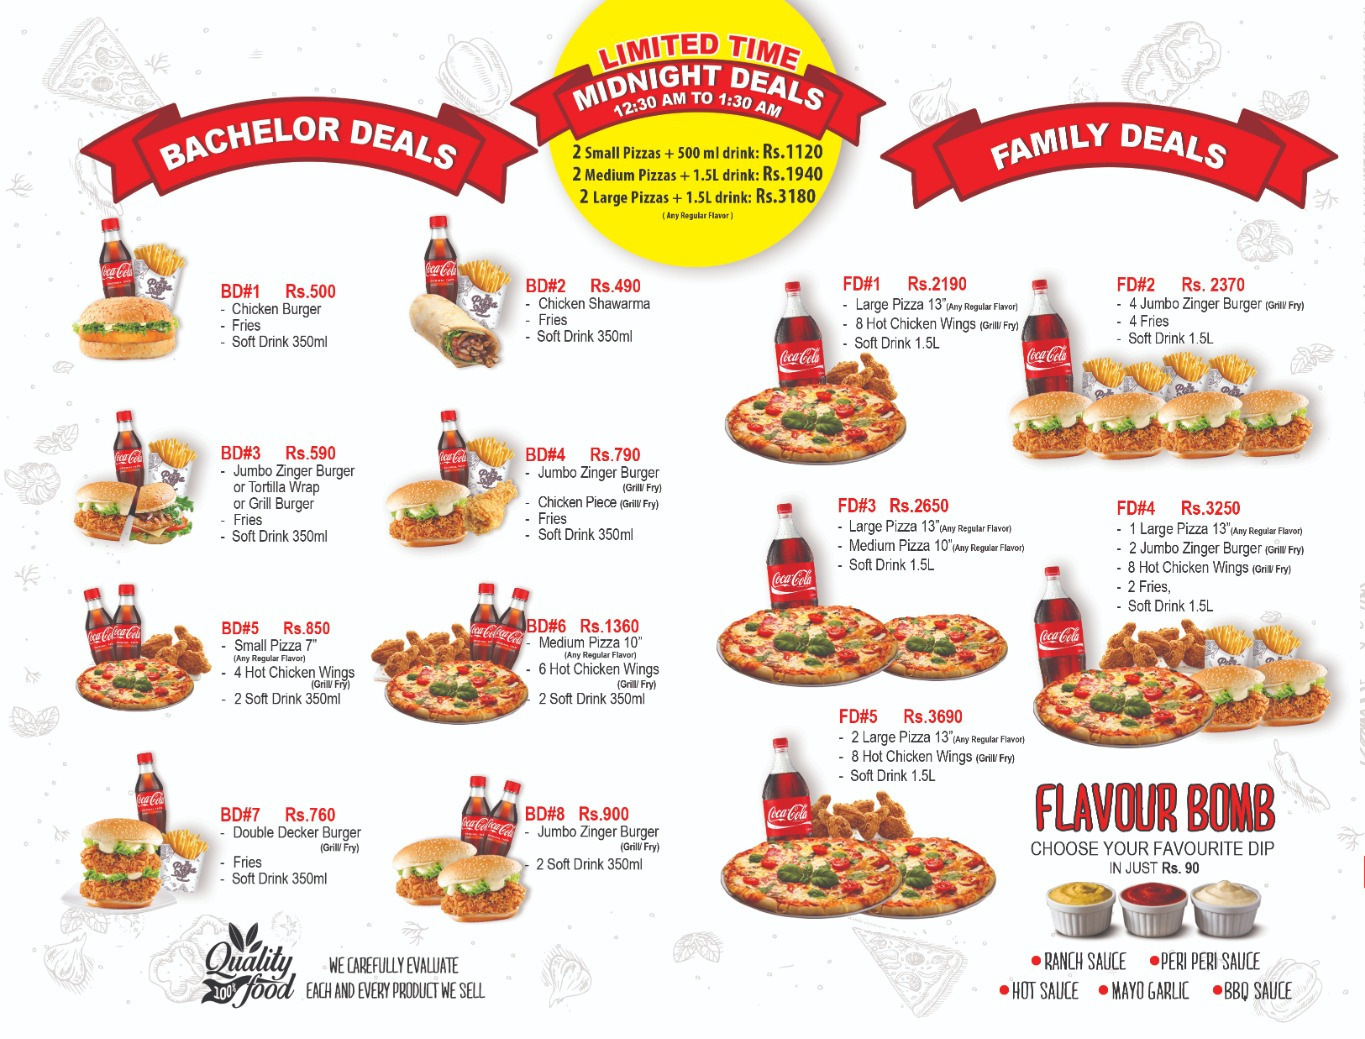 LIMITED TIME
MIDNIGHT DEALS
12:30 AM TO 1:30 AM
2 Small Pizzas + 500 ml drink: Rs.1120
2 Medium Pizzas + 1.5L drink: Rs.1940
2 Large Pizzas + 1.5L drink: Rs.3180
( Any Regular Flavor )
BACHELOR DEALS
BD#1 Rs.500
- Chicken Burger
- Fries
- Soft Drink 350ml
BD#2 Rs.490
- Chicken Shawarma
- Fries
- Soft Drink 350ml
BD#3 Rs.590
- Jumbo Zinger Burger
or Tortilla Wrap
or Grill Burger
- Fries
- Soft Drink 350ml
BD#4 Rs.790
- Jumbo Zinger Burger
(Grill/ Fry)
- Chicken Piece (Grill/ Fry)
- Fries
- Soft Drink 350ml
BD#5 Rs.850
- Small Pizza 7"
(Any Regular Flavor)
- 4 Hot Chicken Wings
(Grill/ Fry)
- 2 Soft Drink 350ml
BD#6 Rs.1360
- Medium Pizza 10"
(Any Regular Flavor)
- 6 Hot Chicken Wings
(Grill/ Fry)
- 2 Soft Drink 350ml
BD#7 Rs.760
- Double Decker Burger
(Grill/ Fry)
- Fries
- Soft Drink 350ml
BD#8 Rs.900
- Jumbo Zinger Burger
(Grill/ Fry)
- 2 Soft Drink 350ml
Quality
100%
food
WE CAREFULLY EVALUATE
EACH AND EVERY PRODUCT WE SELL
FAMILY DEALS
FD#1 Rs.2190
- Large Pizza 13"(Any Regular Flavor)
- 8 Hot Chicken Wings (Grill/ Fry)
- Soft Drink 1.5L
FD#2 Rs. 2370
- 4 Jumbo Zinger Burger (Grill/ Fry)
- 4 Fries
- Soft Drink 1.5L
FD#3 Rs.2650
- Large Pizza 13"(Any Regular Flavor)
- Medium Pizza 10"(Any Regular Flavor)
- Soft Drink 1.5L
FD#4 Rs.3250
- 1 Large Pizza 13"(Any Regular Flavor)
- 2 Jumbo Zinger Burger (Grill/ Fry)
- 8 Hot Chicken Wings (Grill/ Fry)
- 2 Fries,
- Soft Drink 1.5L
FD#5 Rs.3690
- 2 Large Pizza 13"(Any Regular Flavor)
- 8 Hot Chicken Wings (Grill/ Fry)
- Soft Drink 1.5L
FLAVOUR BOMB
CHOOSE YOUR FAVOURITE DIP
IN JUST Rs. 90
• RANCH SAUCE • PERI PERI SAUCE
• HOT SAUCE • MAYO GARLIC • BBQ SAUCE
Coca-Cola